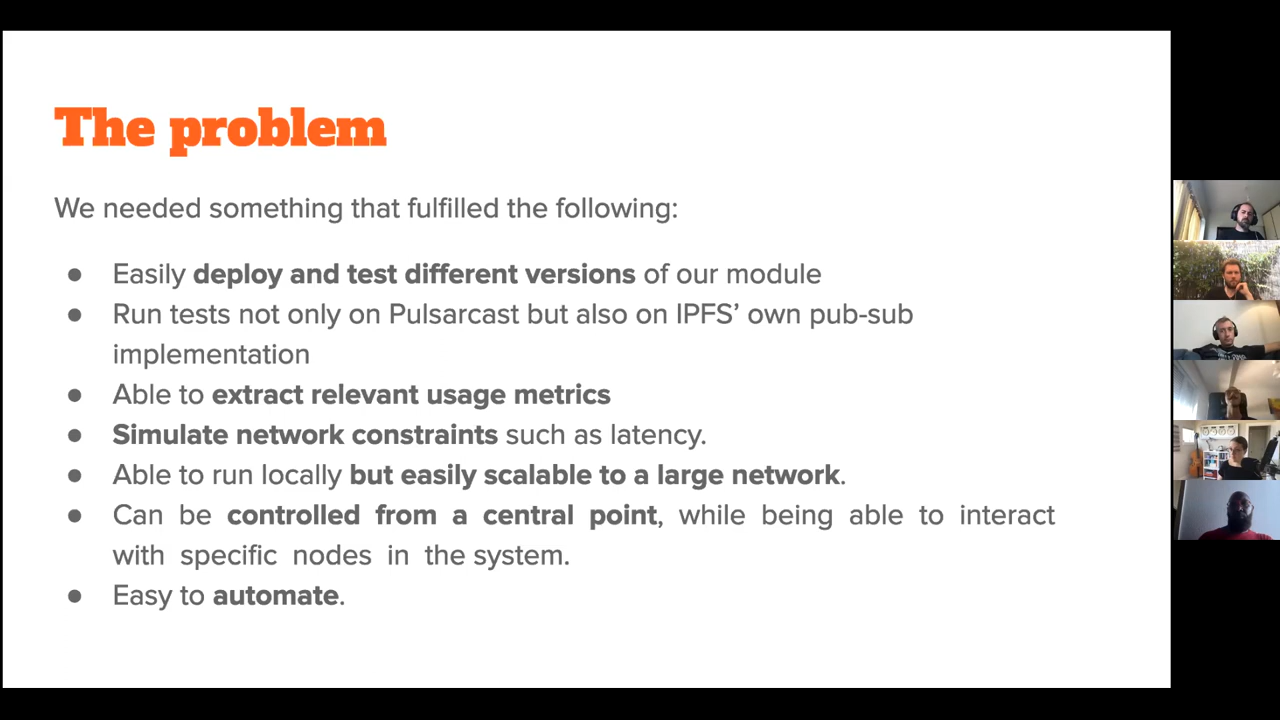 The problem
We needed something that fulfilled the following:
● Easily deploy and test different versions of our module
● Run tests not only on Pulsarcast but also on IPFS’ own pub-sub
implementation
● Able to extract relevant usage metrics
● Simulate network constraints such as latency.
● Able to run locally but easily scalable to a large network.
● Can be controlled from a central point, while being able to interact
with specific nodes in the system.
● Easy to automate.